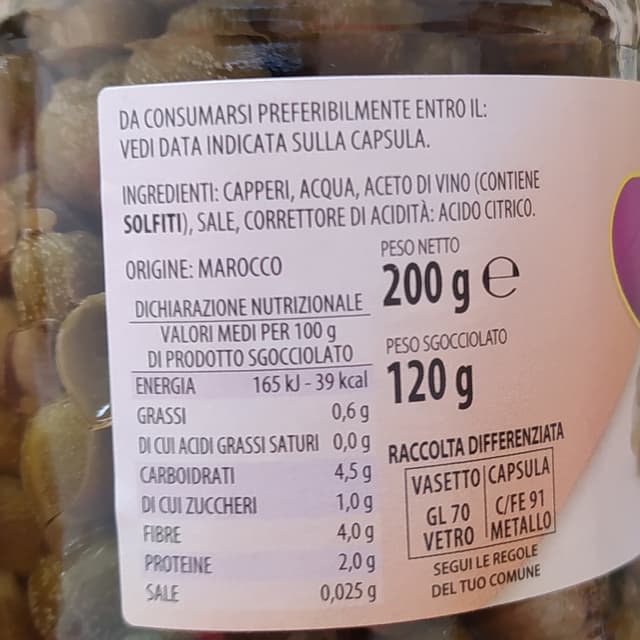 DA CONSUMARSI PREFERIBILMENTE ENTRO IL:
VEDI DATA INDICATA SULLA CAPSULA.
INGREDIENTI: CAPPERI, ACQUA, ACETO DI VINO (CONTIENE
SOLFITI), SALE, CORRETTORE DI ACIDITÀ: ACIDO CITRICO.
ORIGINE: MAROCCO
DICHIARAZIONE NUTRIZIONALE
VALORI MEDI PER 100 g
DI PRODOTTO SGOCCIOLATO
ENERGIA 165 kJ - 39 kcal
GRASSI 0,6 g
DI CUI ACIDI GRASSI SATURI 0,0 g
CARBOIDRATI 4,5 g
DI CUI ZUCCHERI 1,0 g
FIBRE 4,0 g
PROTEINE 2,0 g
SALE 0,025 g
PESO NETTO
200 g e
PESO SGOCCIOLATO
120 g
RACCOLTA DIFFERENZIATA
VASETTO CAPSULA
GL 70 C/FE 91
VETRO METALLO
SEGUI LE REGOLE
DEL TUO COMUNE